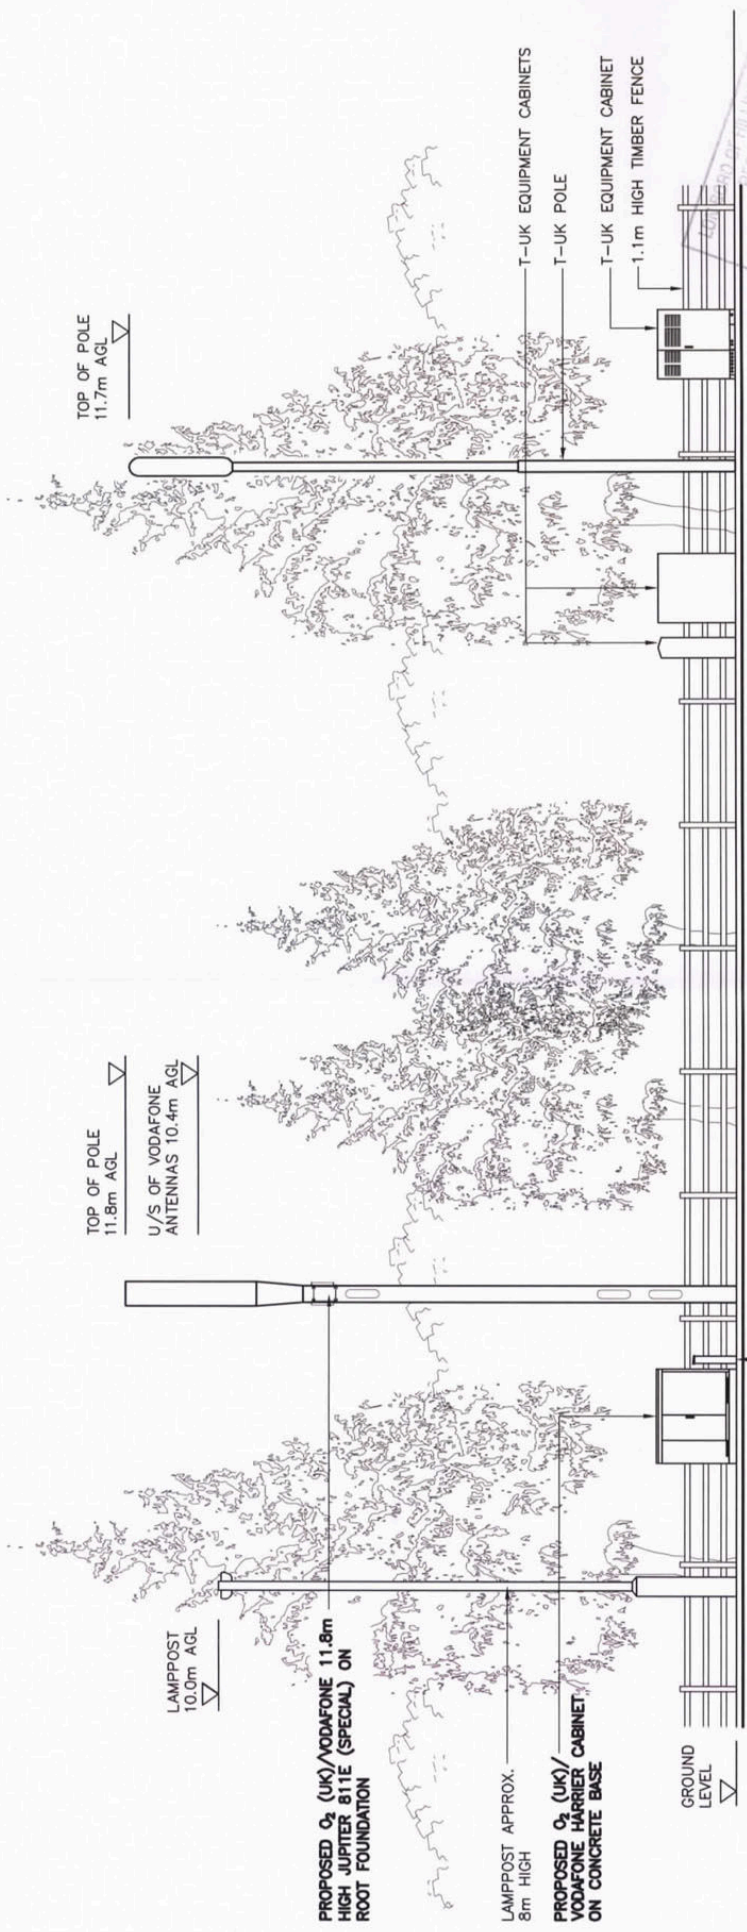 LAMPPOST
10.0m AGL
TOP OF POLE
11.8m AGL
U/S OF VODAFONE
ANTENNAS 10.4m AGL
TOP OF POLE
11.7m AGL
PROPOSED O₂ (UK)/VODAFONE 11.8m
HIGH JUPITER 811E (SPECIAL) ON
ROOT FOUNDATION
LAMPPOST APPROX.
8m HIGH
PROPOSED O₂ (UK)/
VODAFONE HARRIER CABINET
ON CONCRETE BASE
GROUND
LEVEL
T-UK EQUIPMENT CABINETS
T-UK POLE
T-UK EQUIPMENT CABINET
1.1m HIGH TIMBER FENCE